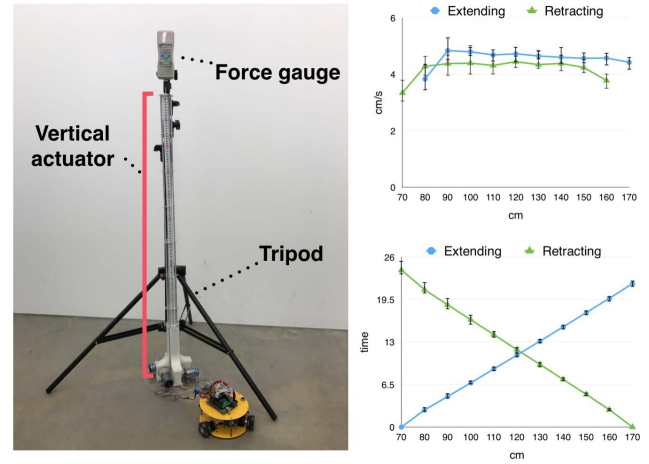 Force gauge
Vertical
actuator
Tripod
Extending
Retracting
6
4
2
0
cm/s
70
80
90
100
110
120
130
140
150
160
170
cm
Extending
Retracting
26
19.5
13
6.5
0
time
70
80
90
100
110
120
130
140
150
160
170
cm